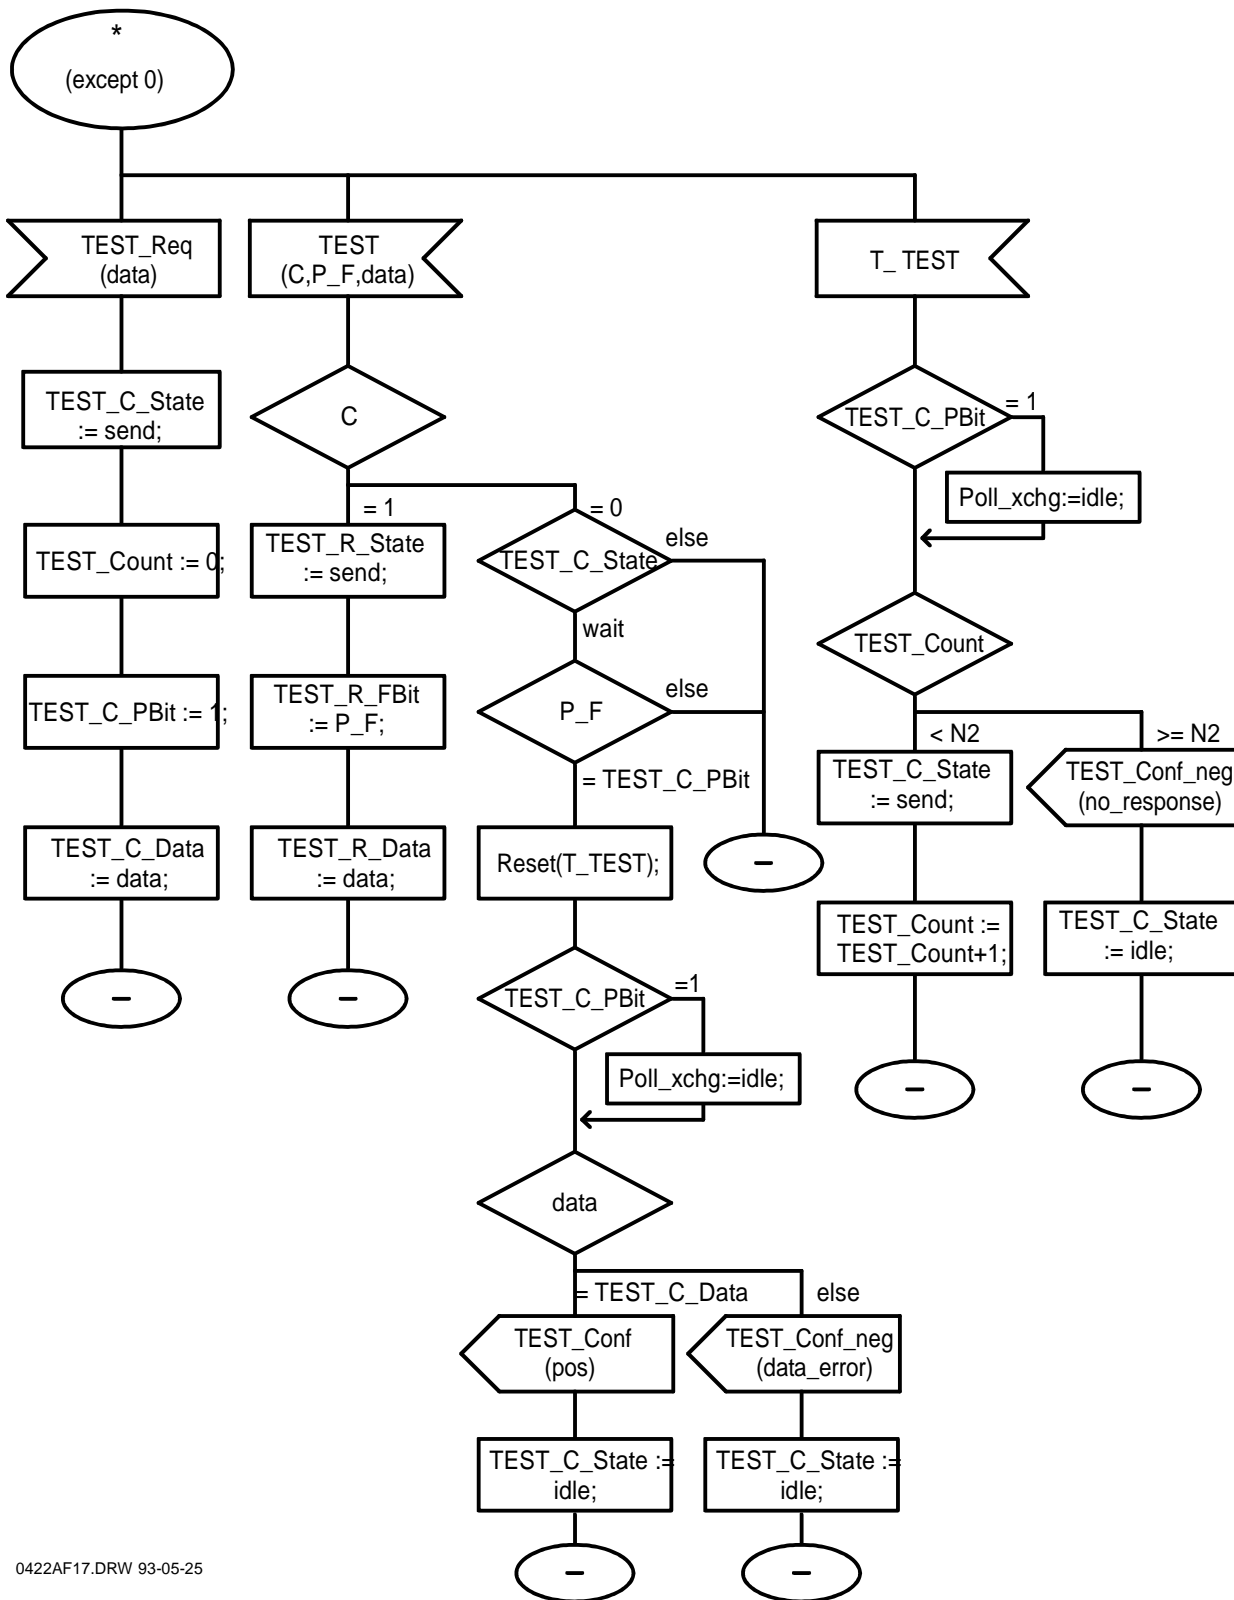 *
(except 0)
TEST_Req
(data)
TEST_C_State
:= send;
TEST_Count := 0;
TEST_C_PBit := 1;
TEST_C_Data
:= data;
–
TEST
(C,P_F,data)
C
= 1
TEST_R_State
:= send;
TEST_R_FBit
:= P_F;
TEST_R_Data
:= data;
–
= 0
TEST_C_State
else
wait
P_F
else
= TEST_C_PBit
–
Reset(T_TEST);
TEST_C_PBit
=1
Poll_xchg:=idle;
data
= TEST_C_Data
TEST_Conf
(pos)
TEST_C_State :=
idle;
–
else
TEST_Conf_neg
(data_error)
TEST_C_State :=
idle;
–
T_ TEST
TEST_C_PBit
= 1
Poll_xchg:=idle;
TEST_Count
< N2
TEST_C_State
:= send;
TEST_Count :=
TEST_Count+1;
–
>= N2
TEST_Conf_neg
(no_response)
TEST_C_State
:= idle;
–
0422AF17.DRW 93-05-25